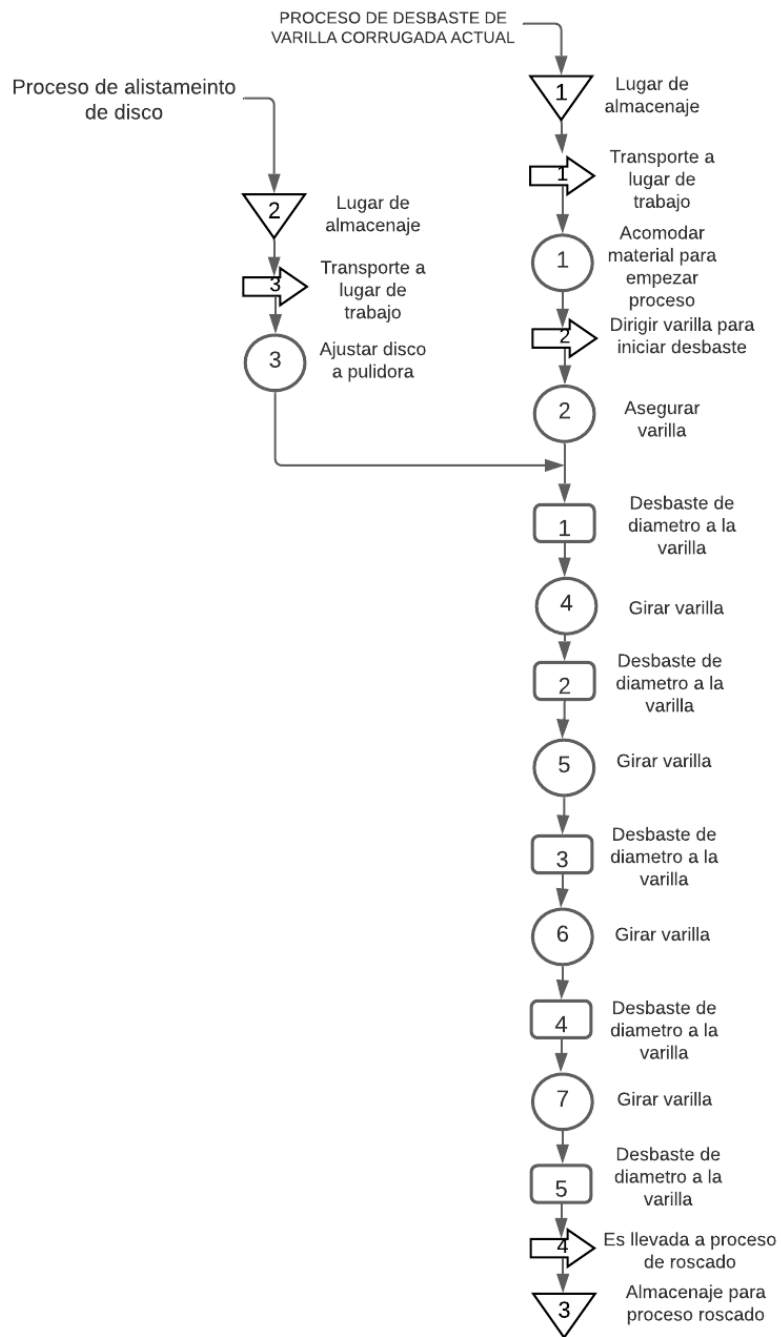 PROCESO DE DESBASTE DE
VARILLA CORRUGADA ACTUAL
Proceso de alistameinto
de disco
1
Lugar de
almacenaje
1
Transporte a
lugar de
trabajo
2
Lugar de
almacenaje
1
Acomodar
material para
empezar
proceso
3
Transporte a
lugar de
trabajo
2
Dirigir varilla para
iniciar desbaste
3
Ajustar disco
a pulidora
2
Asegurar
varilla
1
Desbaste de
diametro a la
varilla
4
Girar varilla
2
Desbaste de
diametro a la
varilla
5
Girar varilla
3
Desbaste de
diametro a la
varilla
6
Girar varilla
4
Desbaste de
diametro a la
varilla
7
Girar varilla
5
Desbaste de
diametro a la
varilla
4
Es llevada a proceso
de roscado
3
Almacenaje para
proceso roscado